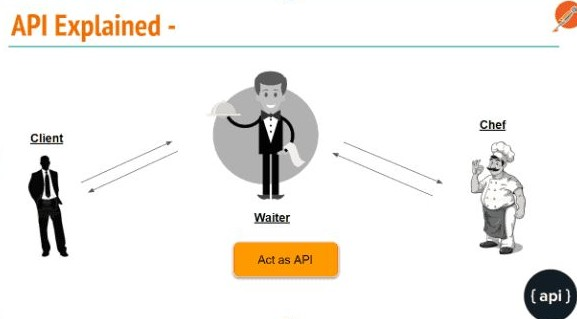 API Explained -
Client
Chef
Waiter
Act as API
{ api }